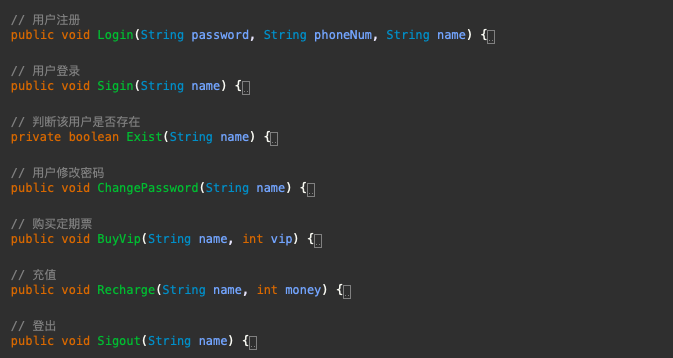 // 用户注册
public void Login(String password, String phoneNum, String name) {
// 用户登录
public void Sigin(String name) {
// 判断该用户是否存在
private boolean Exist(String name) {
// 用户修改密码
public void ChangePassword(String name) {
// 购买定期票
public void BuyVip(String name, int vip) {
// 充值
public void Recharge(String name, int money) {
// 登出
public void Sigout(String name) {